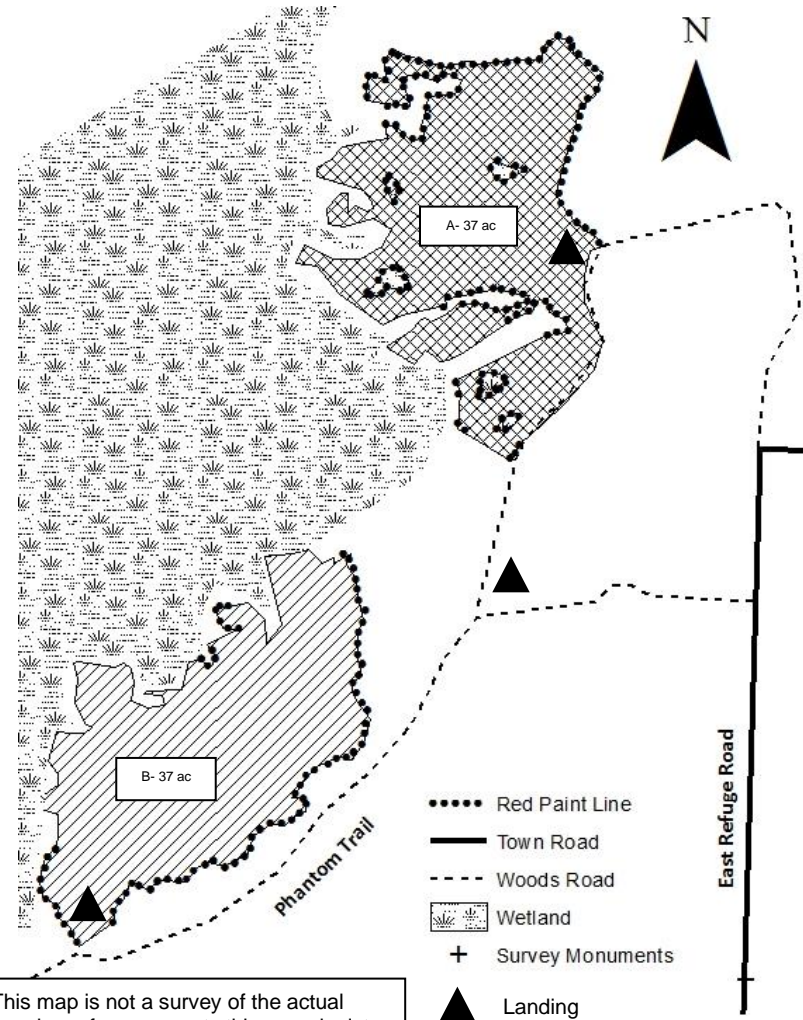 N
A- 37 ac
B- 37 ac
Phantom Trail
East Refuge Road
Red Paint Line
Town Road
Woods Road
Wetland
Survey Monuments
Landing
This map is not a survey of the actual